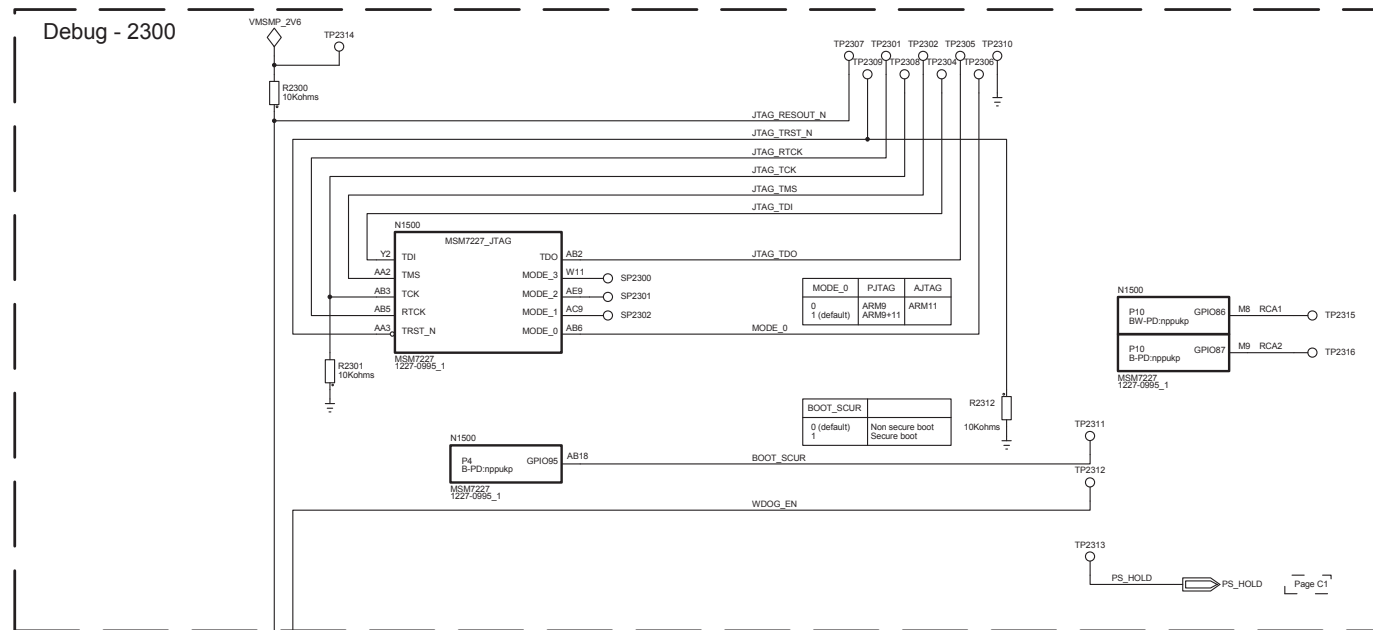 Debug - 2300
VMSMP_2V6
TP2314
R2300
10Kohms
TP2307 TP2301 TP2302 TP2305 TP2310
TP2309 TP2308 TP2304 TP2306
JTAG_RESOUT_N
JTAG_TRST_N
JTAG_RTCK
JTAG_TCK
JTAG_TMS
JTAG_TDI
N1500
MSM7227_JTAG
Y2 TDI TDO AB2 JTAG_TDO
AA2 TMS MODE_3 W11 SP2300
AB3 TCK MODE_2 AE9 SP2301
AB5 RTCK MODE_1 AC9 SP2302
AA3 TRST_N MODE_0 AB6 MODE_0
MSM7227
1227-0995_1
R2301
10Kohms
MODE_0 PJTAG AJTAG
0 ARM9 ARM11
1 (default) ARM9+11
N1500
P10 GPIO86 M8 RCA1 TP2315
BW-PD:nppukp
P10 GPIO87 M9 RCA2 TP2316
B-PD:nppukp
MSM7227
1227-0995_1
BOOT_SCUR
0 (default) Non secure boot
1 Secure boot
R2312
10Kohms
TP2311
N1500
P4 GPIO95 AB18 BOOT_SCUR
B-PD:nppukp
MSM7227
1227-0995_1
TP2312
WDOG_EN
TP2313
PS_HOLD PS_HOLD Page C1